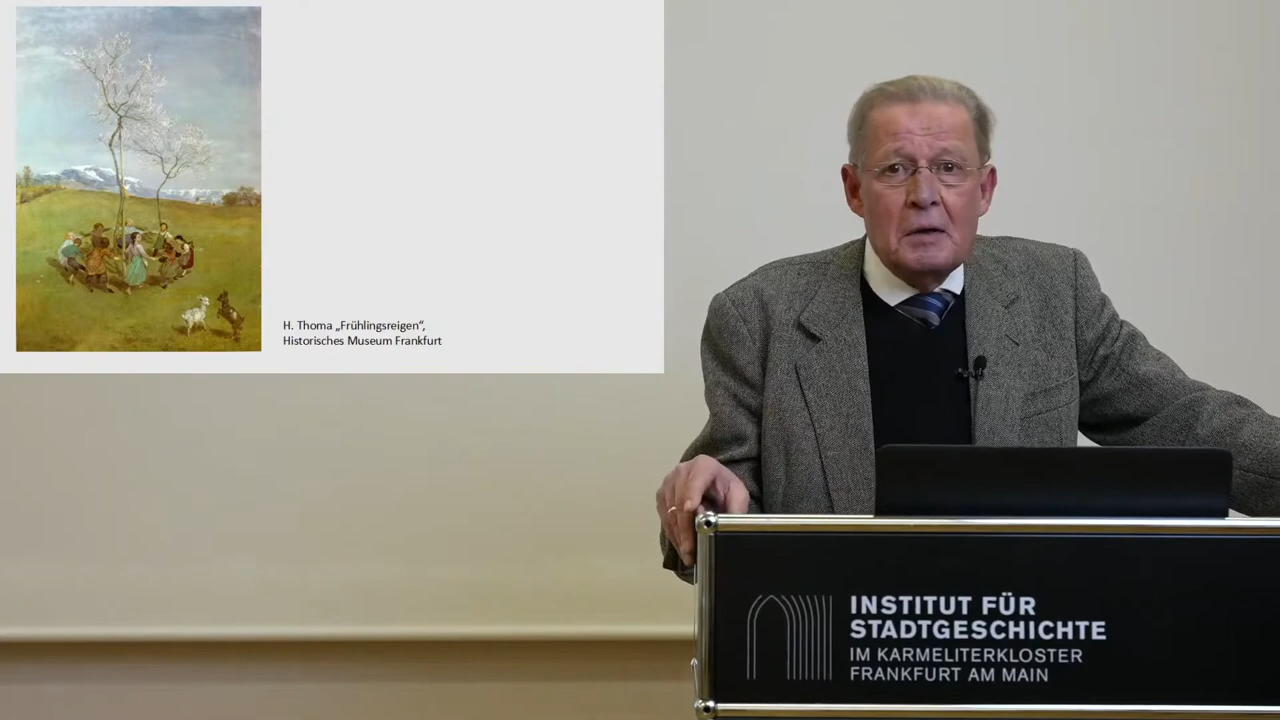 H. Thoma „Frühlingsreigen“,
Historisches Museum Frankfurt
INSTITUT FÜR
STADTGESCHICHTE
IM KARMELITERKLOSTER
FRANKFURT AM MAIN